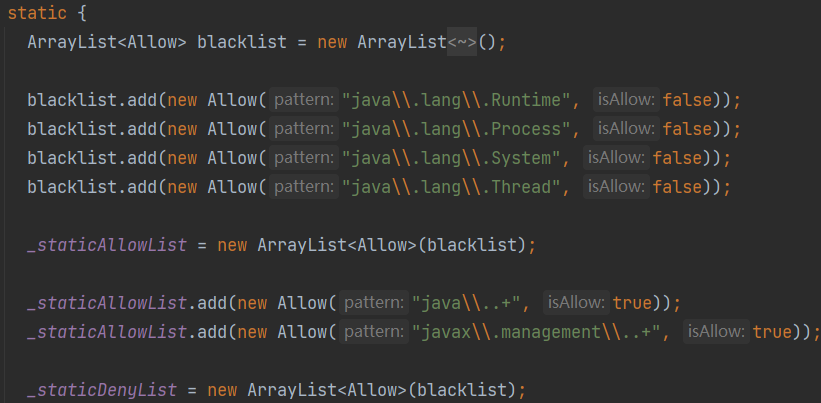 static {
ArrayList<Allow> blacklist = new ArrayList<~>();
blacklist.add(new Allow( pattern: "java\\.lang\\.Runtime", isAllow: false));
blacklist.add(new Allow( pattern: "java\\.lang\\.Process", isAllow: false));
blacklist.add(new Allow( pattern: "java\\.lang\\.System", isAllow: false));
blacklist.add(new Allow( pattern: "java\\.lang\\.Thread", isAllow: false));
_staticAllowList = new ArrayList<Allow>(blacklist);
_staticAllowList.add(new Allow( pattern: "java\\..+", isAllow: true));
_staticAllowList.add(new Allow( pattern: "javax\\.management\\..+", isAllow: true));
_staticDenyList = new ArrayList<Allow>(blacklist);